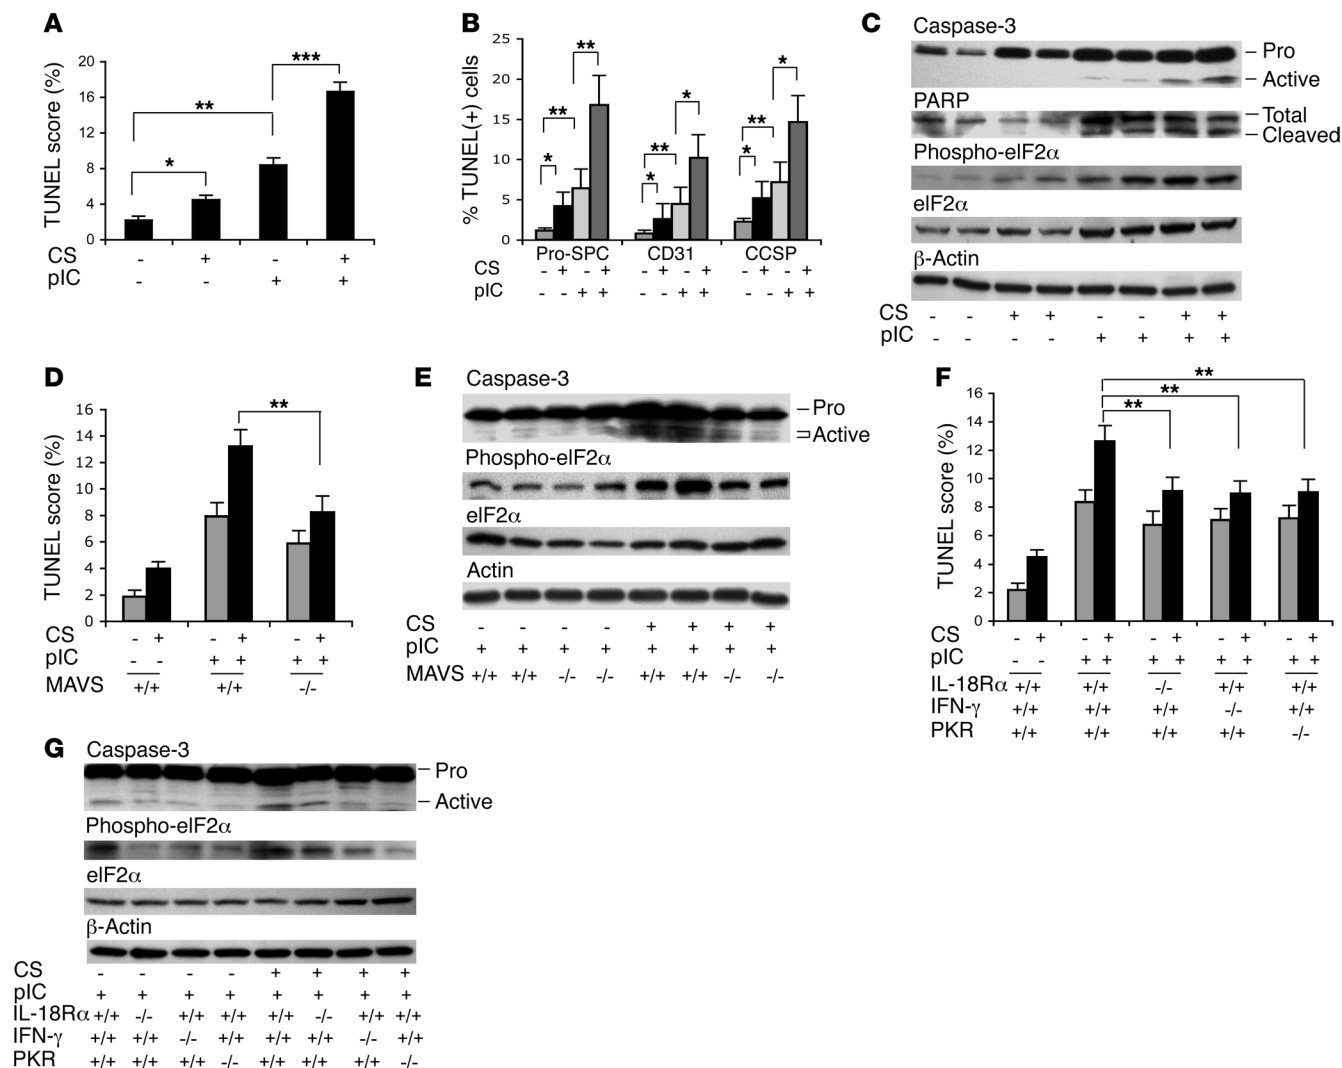 A
TUNEL score (%)
20
16
12
8
4
0
*
**
***
CS - + - +
pIC - - + +
B
% TUNEL(+) cells
25
20
15
10
5
0
* ** **
* ** *
* ** *
Pro-SPC CD31 CCSP
CS - + - + - + - + - + - +
pIC - - + + - - + + - - + +
C
Caspase-3
Pro
Active
PARP
Total
Cleaved
Phospho-eIF2α
eIF2α
β-Actin
CS - - + + - - + +
pIC - - - - + + + +
D
TUNEL score (%)
16
14
12
10
8
6
4
2
0
**
CS - + - + - +
pIC - - + + + +
MAVS +/+ +/+ -/-
E
Caspase-3
Pro
Active
Phospho-eIF2α
eIF2α
Actin
CS - - - - + + + +
pIC + + + + + + + +
MAVS +/+ +/+ -/- -/- +/+ +/+ -/- -/-
F
TUNEL score (%)
16
14
12
10
8
6
4
2
0
**
**
**
CS - + - + - + - + - +
pIC - - + + + + + + + +
IL-18Rα +/+ +/+ -/- +/+ +/+
IFN-γ +/+ +/+ +/+ -/- +/+
PKR +/+ +/+ +/+ +/+ -/-
G
Caspase-3
Pro
Active
Phospho-eIF2α
eIF2α
β-Actin
CS - - - - + + + +
pIC + + + + + + + +
IL-18Rα +/+ -/- +/+ +/+ +/+ -/- +/+ +/+
IFN-γ +/+ +/+ -/- +/+ +/+ +/+ -/- +/+
PKR +/+ +/+ +/+ -/- +/+ +/+ +/+ -/-